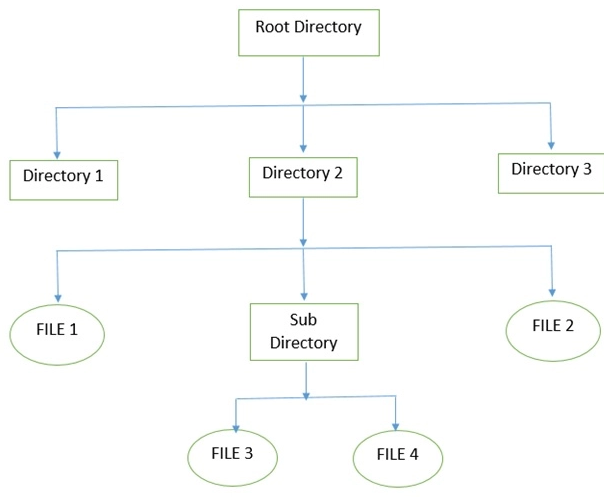 Root Directory
Directory 1
Directory 2
Directory 3
FILE 1
Sub
Directory
FILE 2
FILE 3
FILE 4